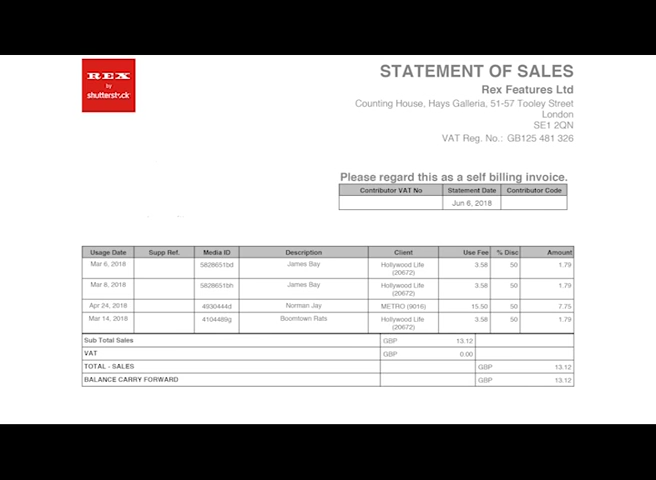 REX
by
shutterstock
STATEMENT OF SALES
Rex Features Ltd
Counting House, Hays Galleria, 51-57 Tooley Street
London
SE1 2QN
VAT Reg. No.: GB125 481 326
Please regard this as a self billing invoice.
Contributor VAT No Statement Date Contributor Code
Jun 6, 2018
Usage Date Supp Ref. Media ID Description Client Use Fee % Disc Amount
Mar 6, 2018 5828651bd James Bay Hollywood Life 3.58 50 1.79
(20672)
Mar 8, 2018 5828651bh James Bay Hollywood Life 3.58 50 1.79
(20672)
Apr 24, 2018 4930444d Norman Jay METRO (9016) 15.50 50 7.75
Mar 14, 2018 4104489g Boomtown Rats Hollywood Life 3.58 50 1.79
(20672)
Sub Total Sales GBP 13.12
VAT GBP 0.00
TOTAL - SALES GBP 13.12
BALANCE CARRY FORWARD GBP 13.12